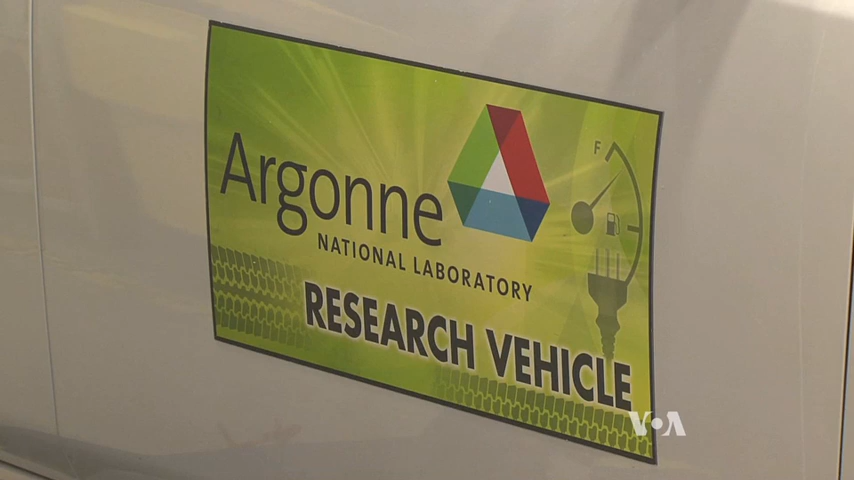 Argonne
NATIONAL LABORATORY
RESEARCH VEHICLE
F
VOA